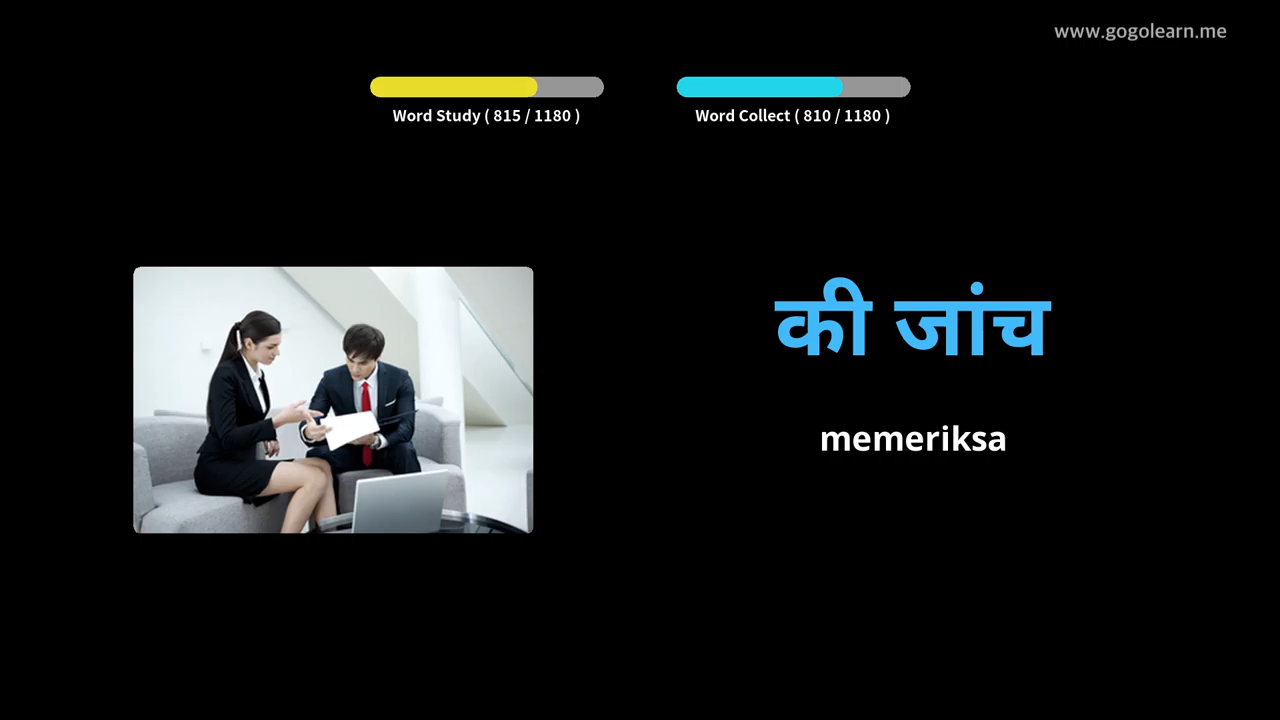 www.gogolearn.me
Word Study ( 815 / 1180 )
Word Collect ( 810 / 1180 )
की जांच
memeriksa